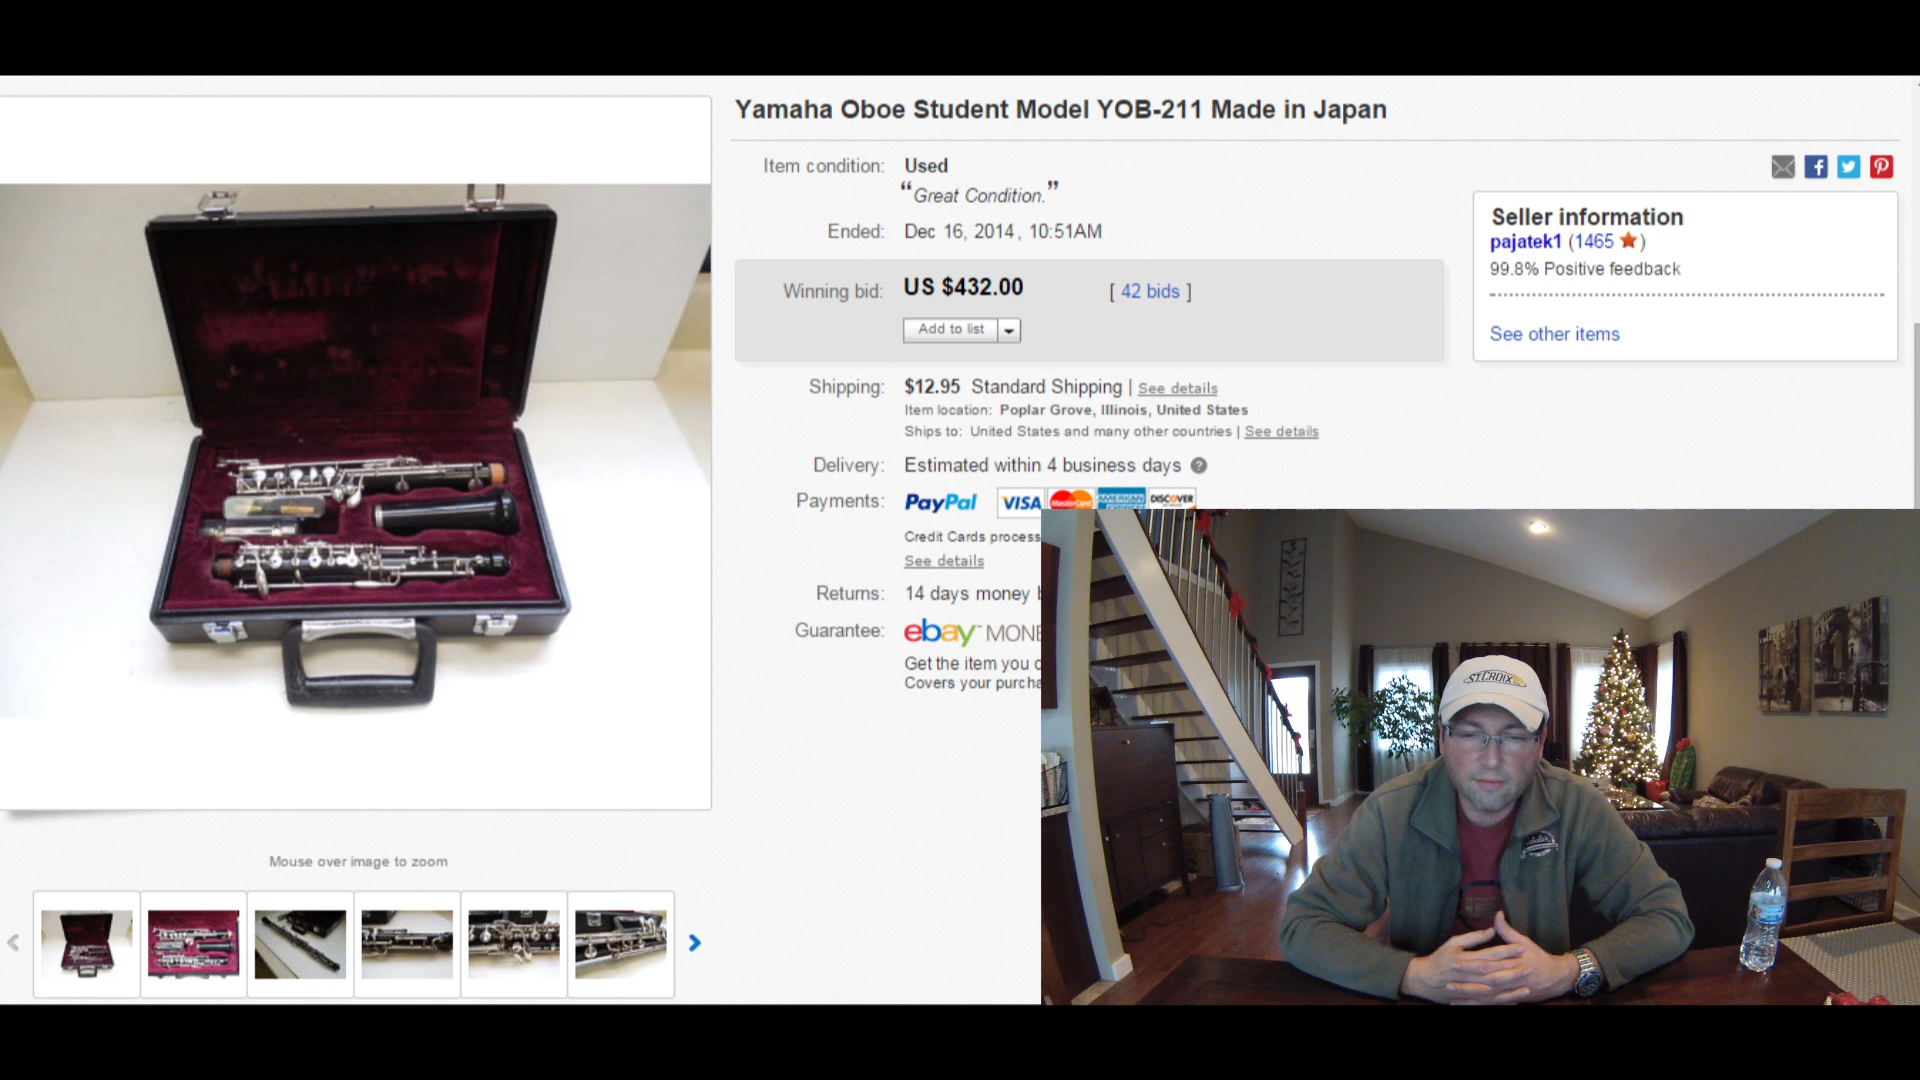 Yamaha Oboe Student Model YOB-211 Made in Japan
Item condition: Used
“Great Condition.”
Ended: Dec 16, 2014, 10:51AM
Winning bid: US $432.00 [ 42 bids ]
Add to list
Shipping: $12.95 Standard Shipping | See details
Item location: Poplar Grove, Illinois, United States
Ships to: United States and many other countries | See details
Delivery: Estimated within 4 business days ?
Payments: PayPal VISA MasterCard AMERICAN EXPRESS DISCOVER
Credit Cards process
See details
Returns: 14 days money
Guarantee: ebay™ MONE
Get the item you
Covers your purcha
Seller information
pajatek1 (1465 ★)
99.8% Positive feedback
See other items
Mouse over image to zoom
ST.CROIX